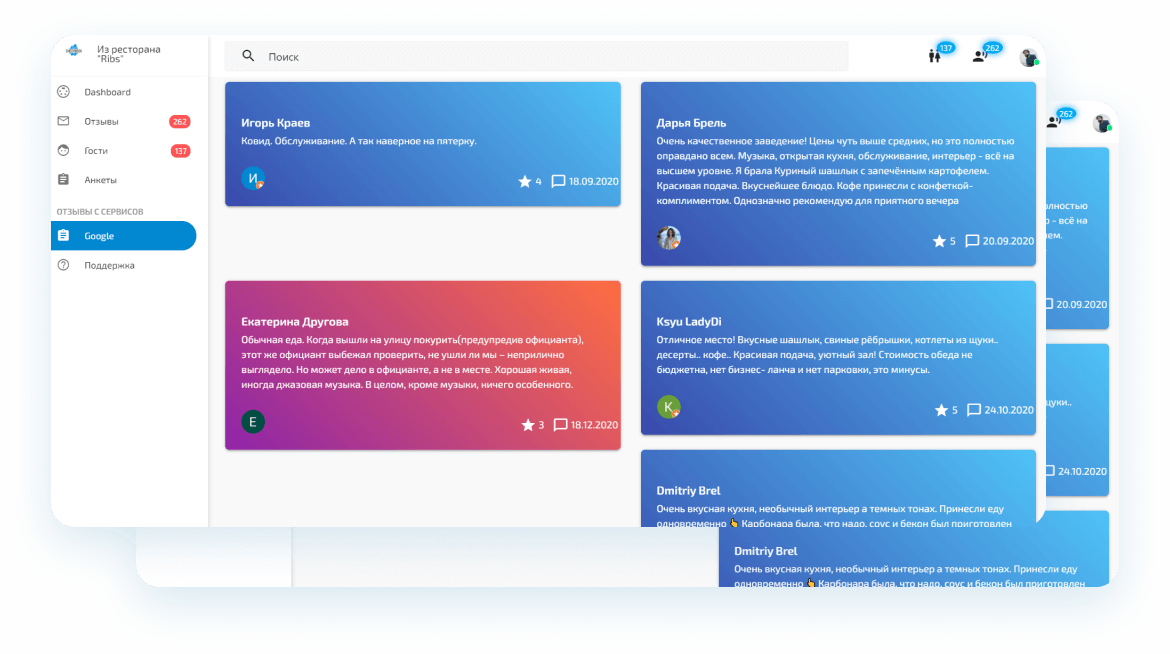 Из ресторана
"Ribs"
Поиск
137
262
Dashboard
Отзывы
262
Гости
137
Анкеты
ОТЗЫВЫ С СЕРВИСОВ
Google
Поддержка
Игорь Краев
Ковид. Обслуживание. А так наверное на пятерку.
И
4
18.09.2020
Дарья Брель
Очень качественное заведение! Цены чуть выше средних, но это полностью
оправдано всем. Музыка, открытая кухня, обслуживание, интерьер - всё на
высшем уровне. Я брала Куриный шашлык с запечённым картофелем.
Красивая подача. Вкуснейшее блюдо. Кофе принесли с конфеткой-
комплиментом. Однозначно рекомендую для приятного вечера
5
20.09.2020
Екатерина Другова
Обычная еда. Когда вышли на улицу покурить(предупредив официанта),
этот же официант выбежал проверить, не ушли ли мы – неприлично
выглядело. Но может дело в официанте, а не в месте. Хорошая живая,
иногда джазовая музыка. В целом, кроме музыки, ничего особенного.
Е
3
18.12.2020
Ksyu LadyDi
Отличное место! Вкусные шашлык, свиные рёбрышки, котлеты из щуки..
десерты.. кофе.. Красивая подача, уютный зал! Стоимость обеда не
бюджетна, нет бизнес- ланча и нет парковки, это минусы.
K
5
24.10.2020
Dmitriy Brel
Очень вкусная кухня, необычный интерьер а темных тонах. Принесли еду
одновременно 👆 Карбонара была, что надо, соус и бекон был приготовлен
262
- всё на
20.09.2020
щуки..
24.10.2020
Dmitriy Brel
Очень вкусная кухня, необычный интерьер а темных тонах. Принесли еду
одновременно 👆 Карбонара была, что надо, соус и бекон был приготовлен